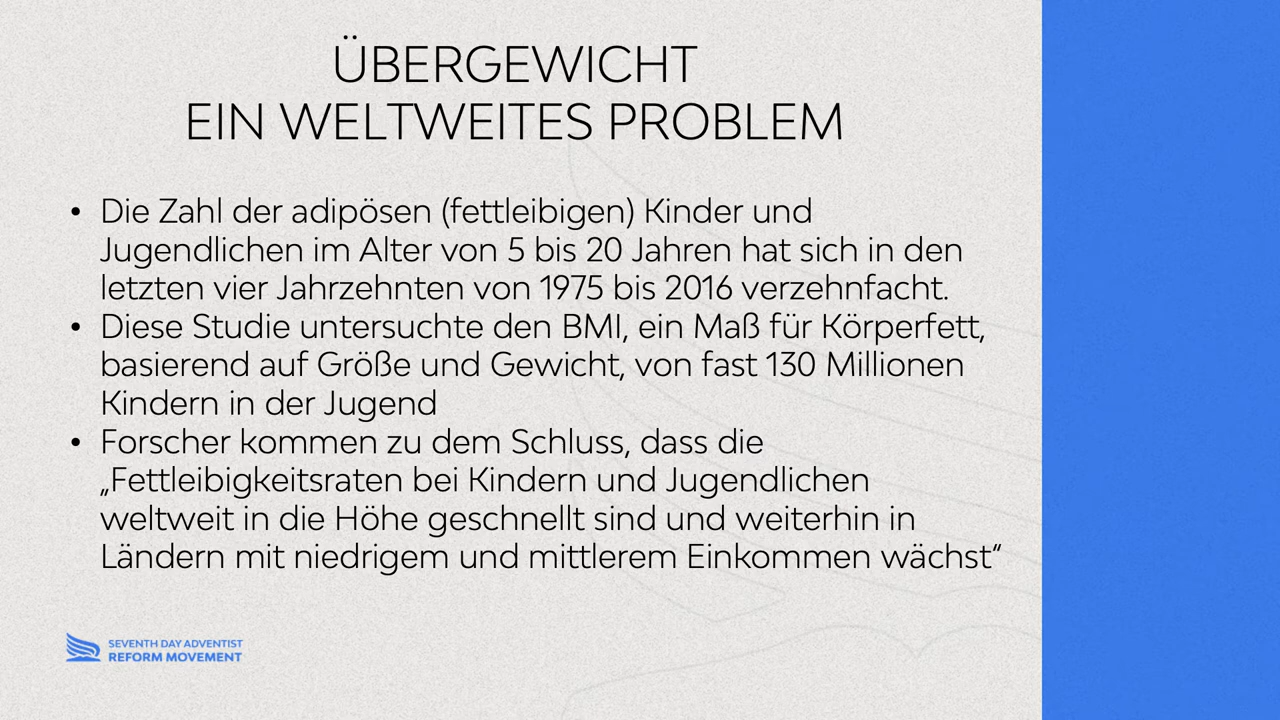 ÜBERGEWICHT
EIN WELTWEITES PROBLEM
• Die Zahl der adipösen (fettleibigen) Kinder und
Jugendlichen im Alter von 5 bis 20 Jahren hat sich in den
letzten vier Jahrzehnten von 1975 bis 2016 verzehnfacht.
• Diese Studie untersuchte den BMI, ein Maß für Körperfett,
basierend auf Größe und Gewicht, von fast 130 Millionen
Kindern in der Jugend
• Forscher kommen zu dem Schluss, dass die
„Fettleibigkeitsraten bei Kindern und Jugendlichen
weltweit in die Höhe geschnellt sind und weiterhin in
Ländern mit niedrigem und mittlerem Einkommen wächst“
SEVENTH DAY ADVENTIST
REFORM MOVEMENT